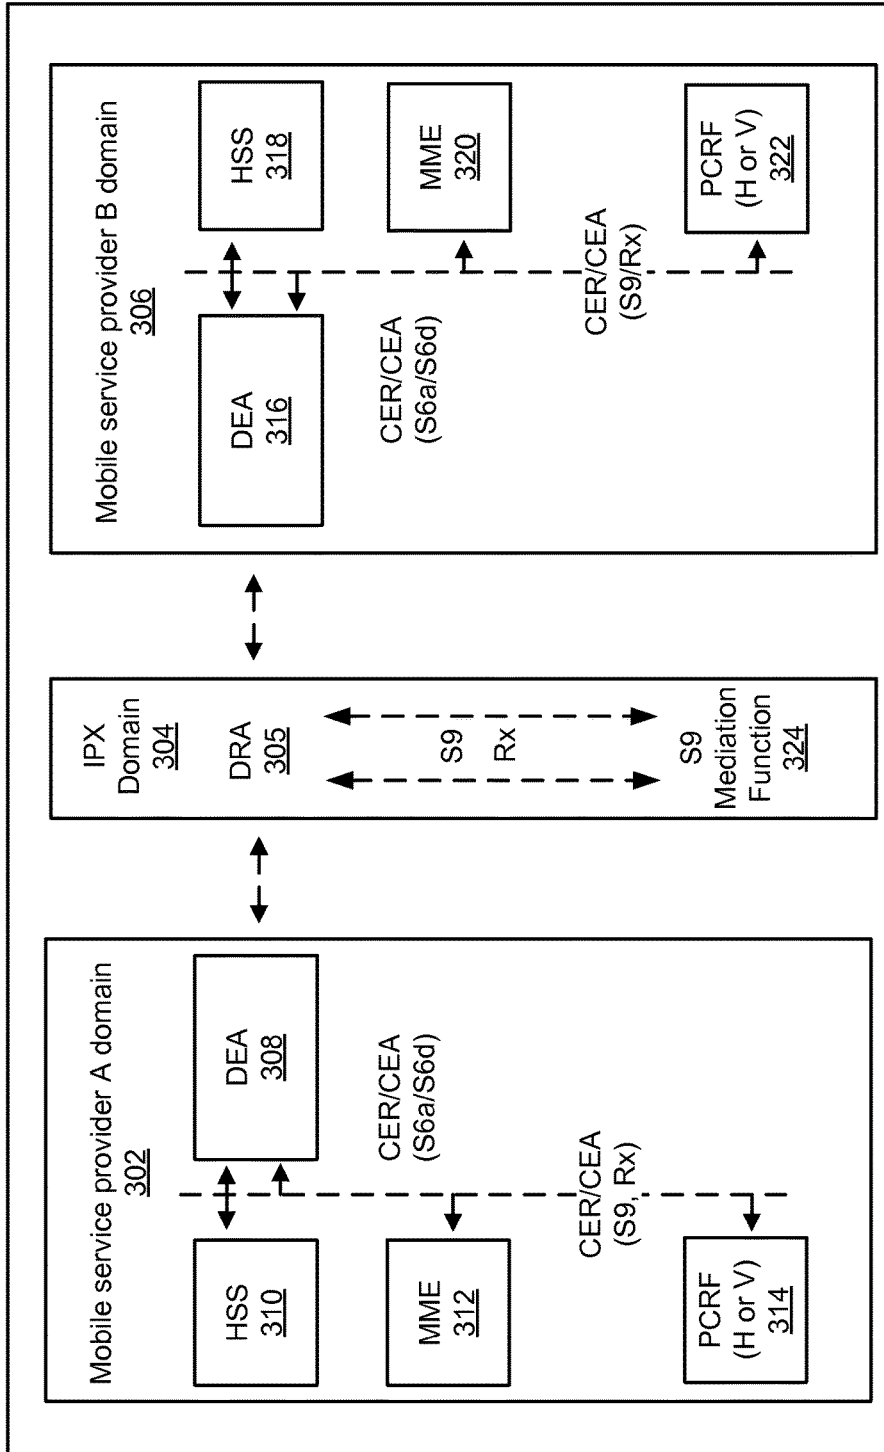 Mobile service provider A domain
302
HSS
310
DEA
308
CER/CEA
(S6a/S6d)
MME
312
CER/CEA
(S9, Rx)
PCRF
(H or V)
314
IPX
Domain
304
DRA
305
S9
Rx
S9
Mediation
Function
324
Mobile service provider B domain
306
DEA
316
HSS
318
CER/CEA
(S6a/S6d)
MME
320
CER/CEA
(S9/Rx)
PCRF
(H or V)
322